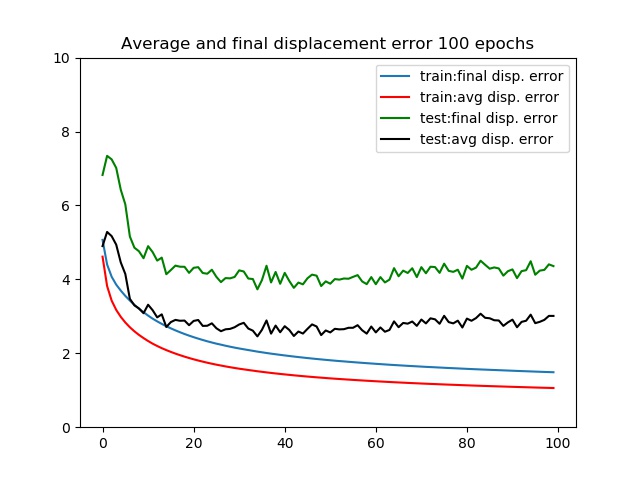 Average and final displacement error 100 epochs
train:final disp. error
train:avg disp. error
test:final disp. error
test:avg disp. error
10
8
6
4
2
0
0 20 40 60 80 100